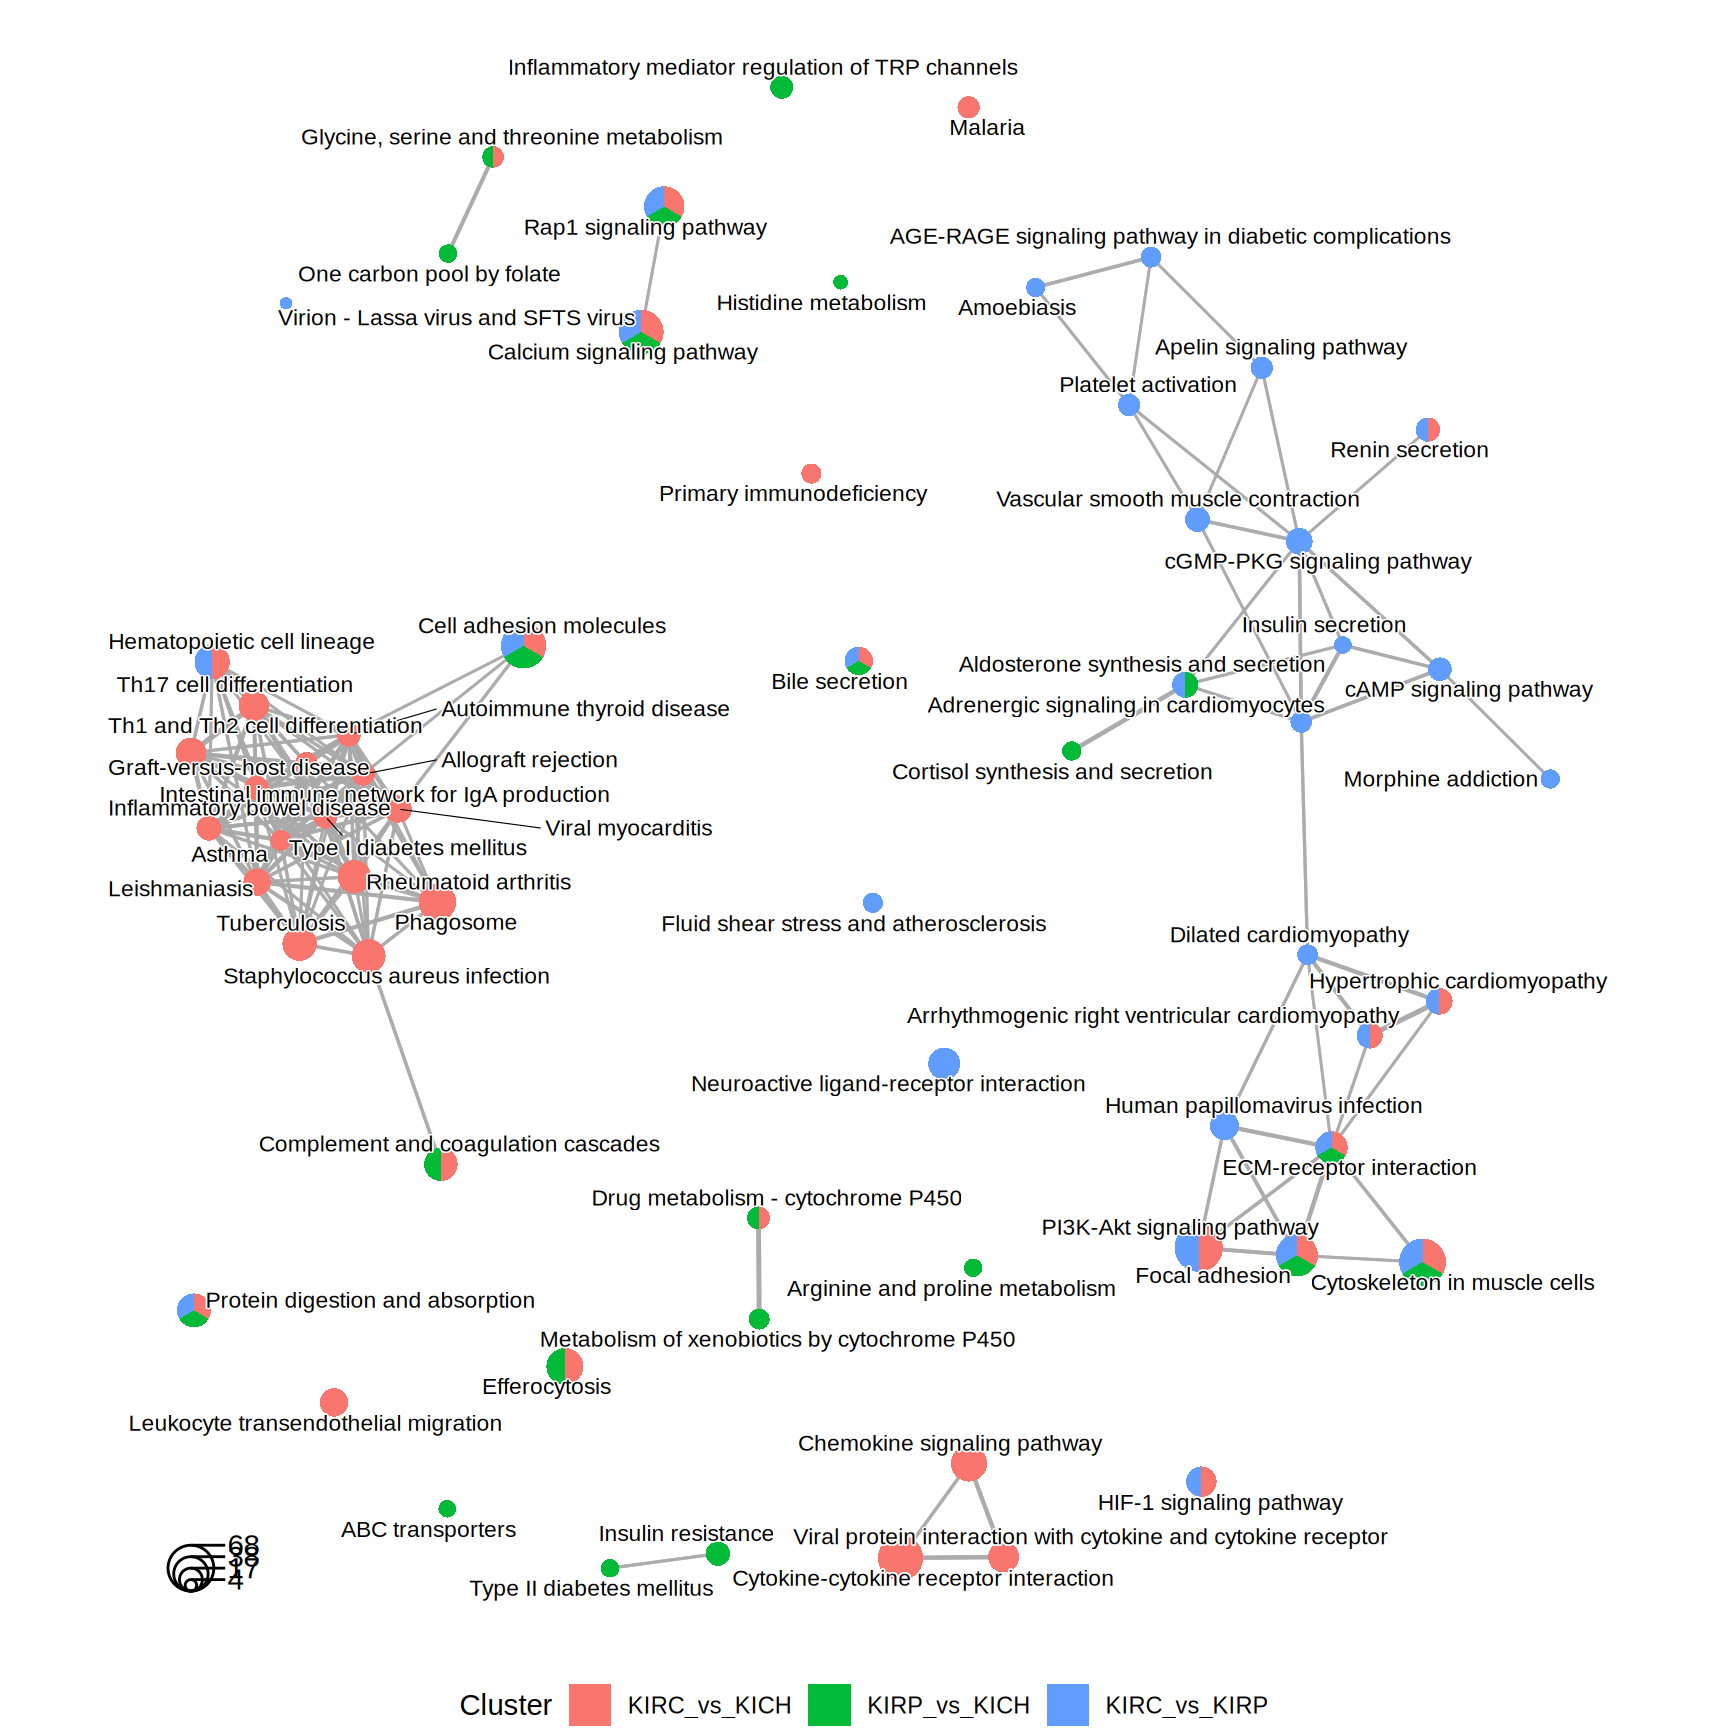 Inflammatory mediator regulation of TRP channels
Malaria
Glycine, serine and threonine metabolism
Rap1 signaling pathway
AGE-RAGE signaling pathway in diabetic complications
One carbon pool by folate
Histidine metabolism
Amoebiasis
Virion - Lassa virus and SFTS virus
Calcium signaling pathway
Apelin signaling pathway
Platelet activation
Renin secretion
Primary immunodeficiency
Vascular smooth muscle contraction
cGMP-PKG signaling pathway
Cell adhesion molecules
Insulin secretion
Hematopoietic cell lineage
Aldosterone synthesis and secretion
Bile secretion
Th17 cell differentiation
cAMP signaling pathway
Autoimmune thyroid disease
Adrenergic signaling in cardiomyocytes
Th1 and Th2 cell differentiation
Allograft rejection
Graft-versus-host disease
Cortisol synthesis and secretion
Morphine addiction
Intestinal immune network for IgA production
Inflammatory bowel disease
Viral myocarditis
Type I diabetes mellitus
Asthma
Rheumatoid arthritis
Leishmaniasis
Tuberculosis
Phagosome
Fluid shear stress and atherosclerosis
Dilated cardiomyopathy
Staphylococcus aureus infection
Hypertrophic cardiomyopathy
Arrhythmogenic right ventricular cardiomyopathy
Neuroactive ligand-receptor interaction
Human papillomavirus infection
Complement and coagulation cascades
ECM-receptor interaction
Drug metabolism - cytochrome P450
PI3K-Akt signaling pathway
Focal adhesion
Cytoskeleton in muscle cells
Arginine and proline metabolism
Protein digestion and absorption
Metabolism of xenobiotics by cytochrome P450
Efferocytosis
Leukocyte transendothelial migration
Chemokine signaling pathway
HIF-1 signaling pathway
ABC transporters
Insulin resistance
Viral protein interaction with cytokine and cytokine receptor
Cytokine-cytokine receptor interaction
Type II diabetes mellitus
68
38
17
4
Cluster
KIRC_vs_KICH
KIRP_vs_KICH
KIRC_vs_KIRP